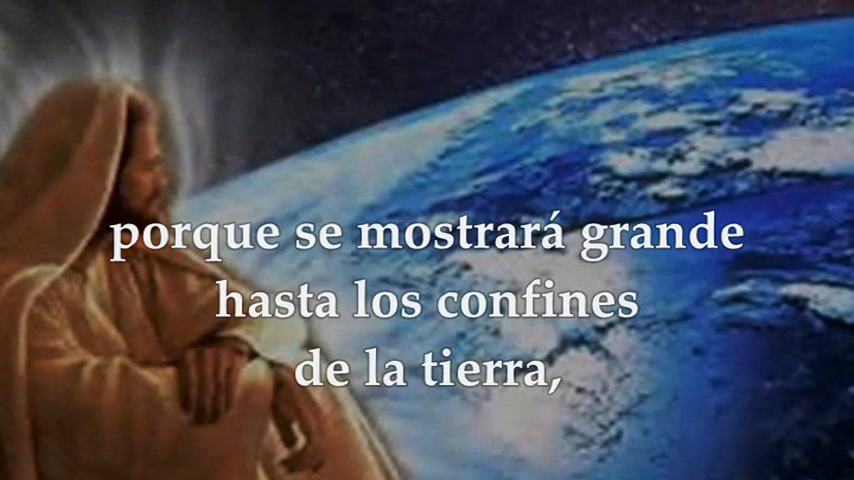 porque se mostrará grande
hasta los confines
de la tierra,